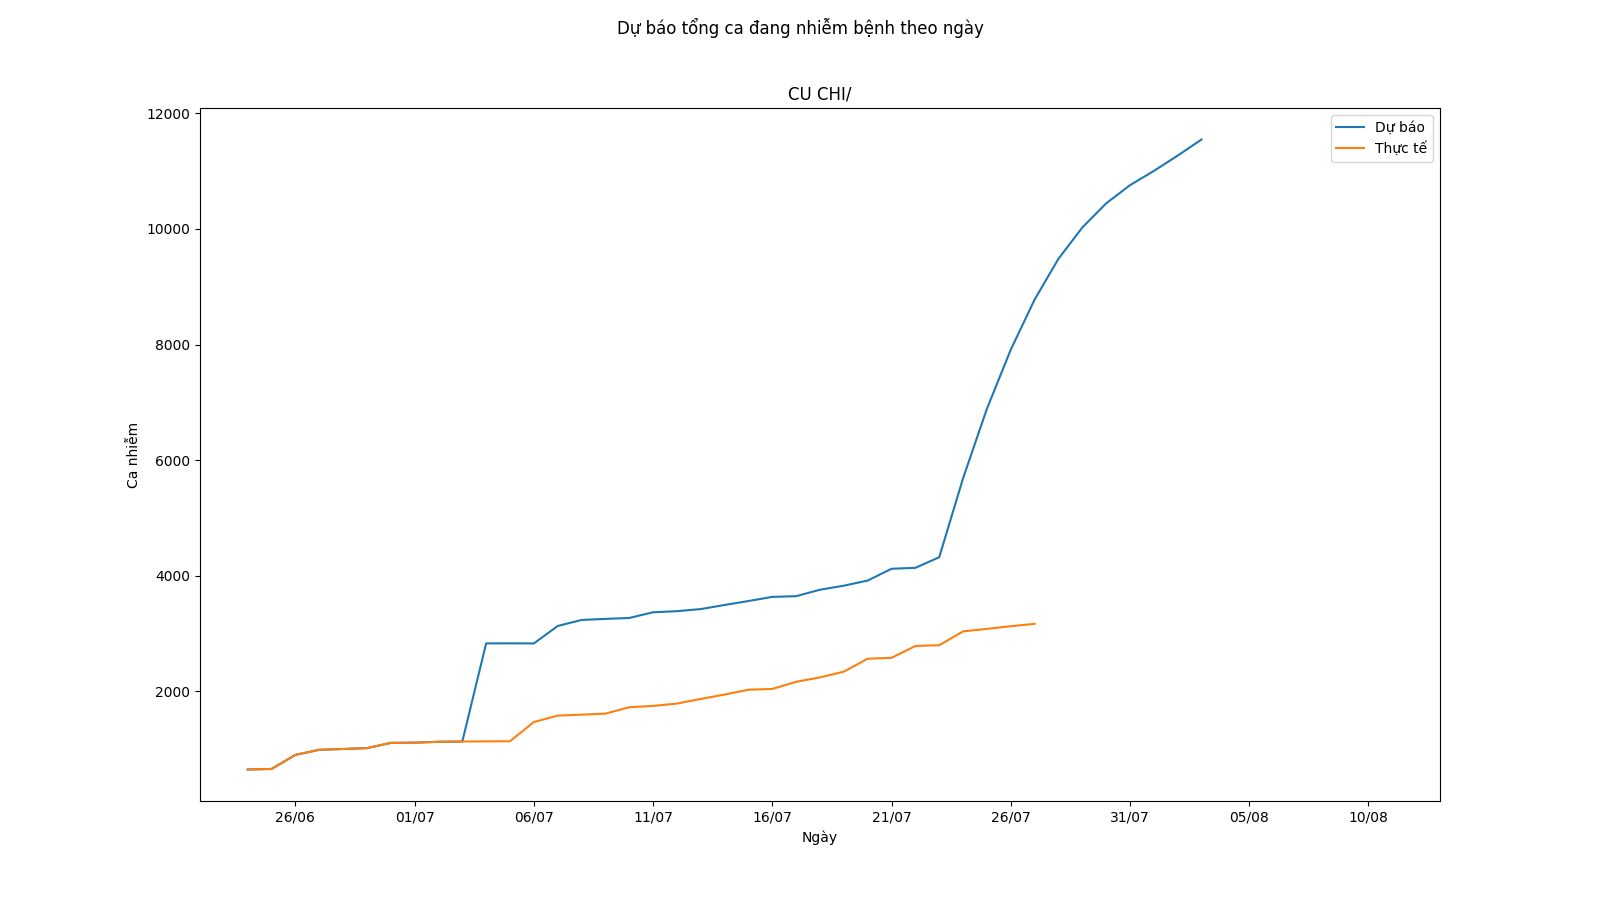 Dự báo tổng ca đang nhiễm bệnh theo ngày
CU CHI/
12000
10000
8000
6000
4000
2000
Ca nhiễm
Dự báo
Thực tế
26/06
01/07
06/07
11/07
16/07
21/07
26/07
31/07
05/08
10/08
Ngày